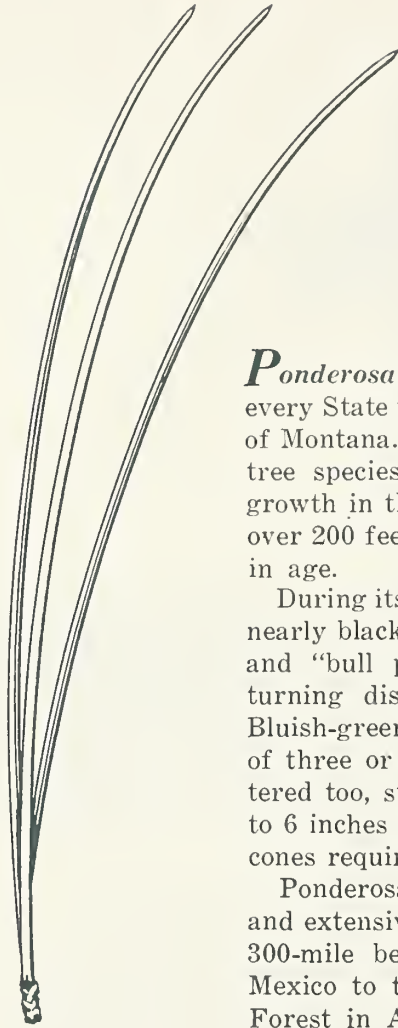 Ponderosa
every State
of Montana.
tree species
growth in th
over 200 fee
in age.
During its
nearly black
and “bull p
turning dis
Bluish-green
of three or
tered too, s
to 6 inches
cones requi
Ponderosa
and extensiv
300-mile be
Mexico to t
Forest in A